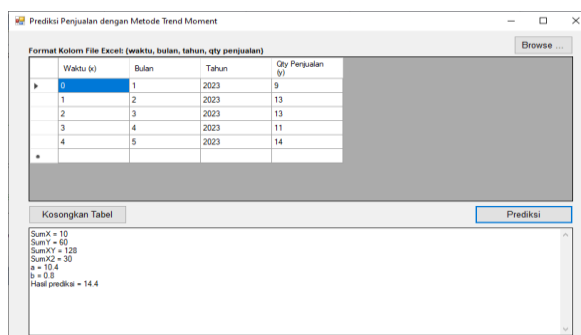 Prediksi Penjualan dengan Metode Trend Moment
Browse ...
Format Kolom File Excel: (waktu, bulan, tahun, qty penjualan)
Waktu (x) Bulan Tahun Qty Penjualan (y)
0 1 2023 9
1 2 2023 13
2 3 2023 13
3 4 2023 11
4 5 2023 14
Kosongkan Tabel
Prediksi
SumX = 10
SumY = 60
SumXY = 128
SumX2 = 30
a = 10.4
b = 0.8
Hasil prediksi = 14.4